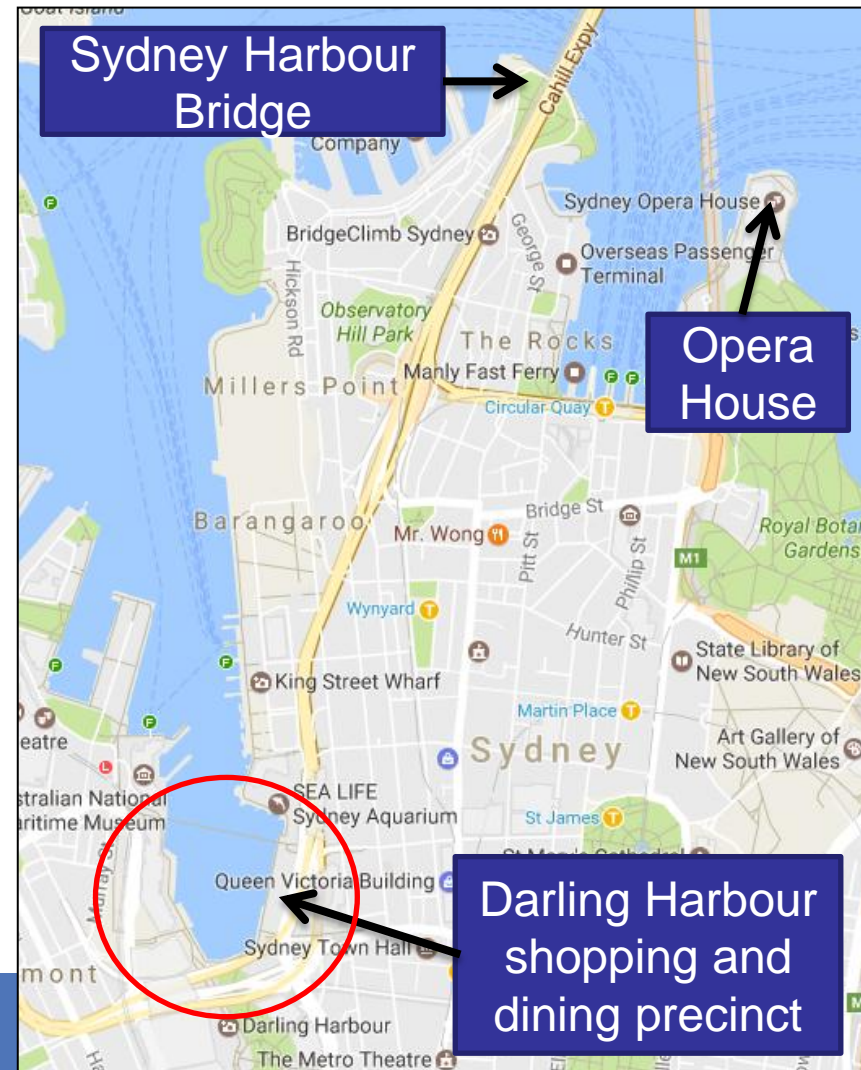 Sydney Harbour
Bridge
Cahill Expy
Company
Sydney Opera House
BridgeClimb Sydney
George St
Overseas Passenger
Terminal
Hickson Rd
Observatory
Hill Park
The Rocks
Opera
House
Millers Point
Manly Fast Ferry
Circular Quay
Barangaroo
Bridge St
Mr. Wong
Pitt St
Phillip St
Royal Botan
Gardens
M1
Wynyard
Hunter St
State Library of
New South Wales
King Street Wharf
Martin Place
eatre
Sydney
Art Gallery of
New South Wales
stralian National
aritime Museum
SEA LIFE
Sydney Aquarium
St James
Murray St
Queen Victoria Building
Darling Harbour
shopping and
dining precinct
Sydney Town Hall
mont
Darling Harbour
The Metro Theatre